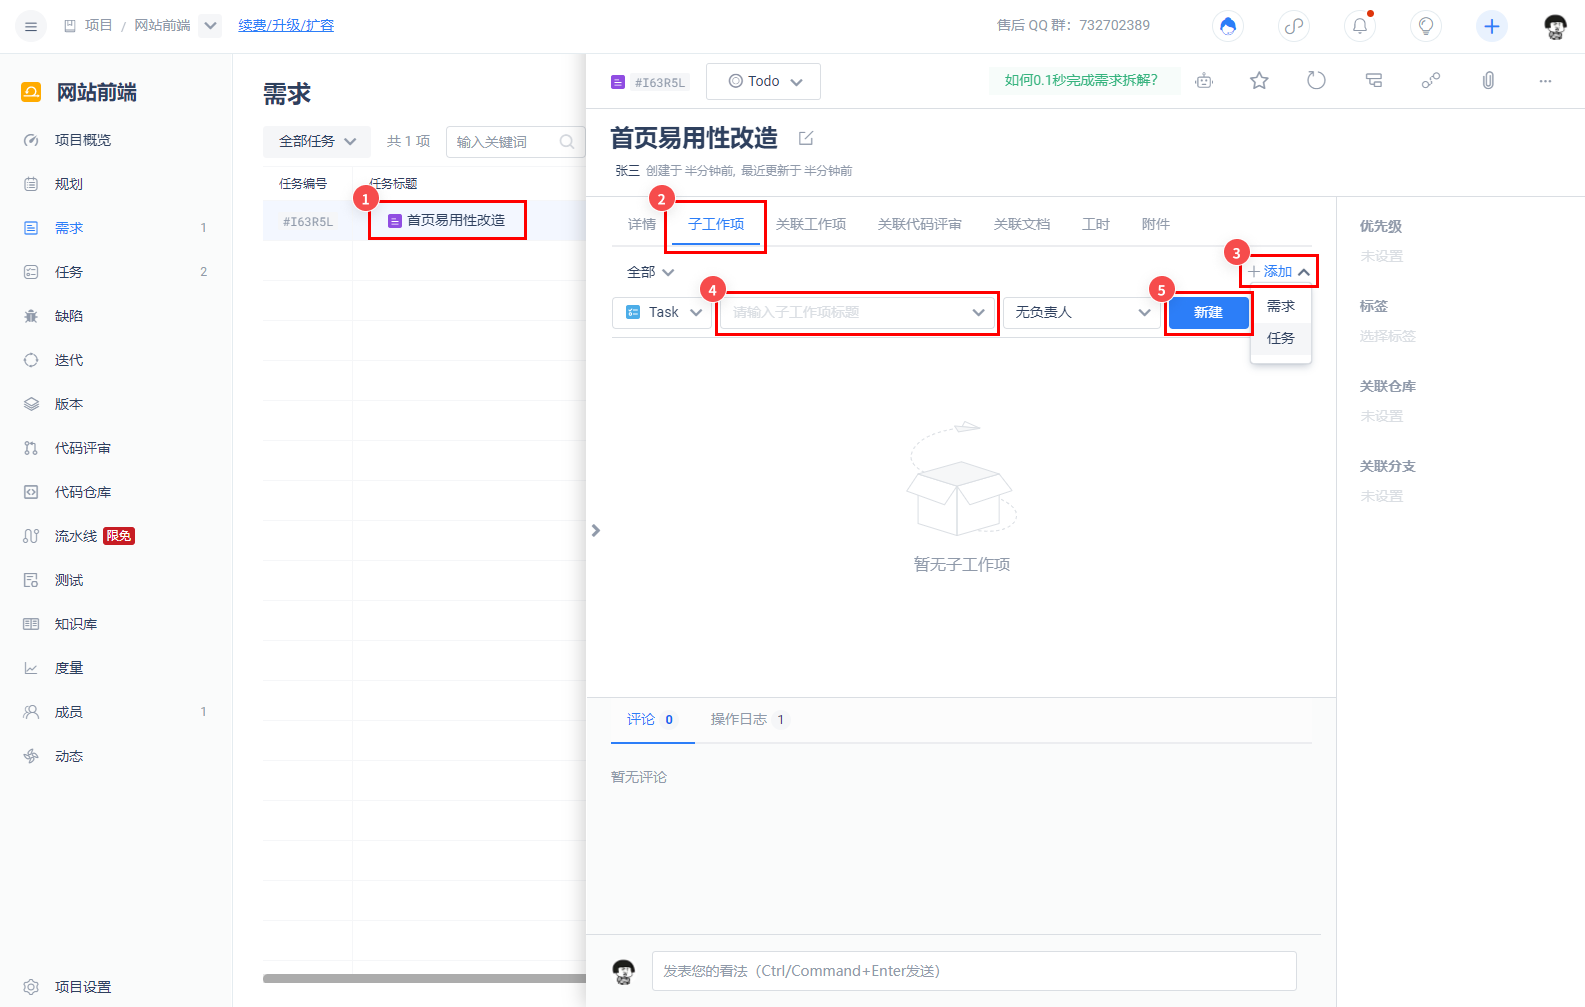 项目 / 网站前端 续费/升级/扩容 售后 QQ 群：732702389
网站前端
项目概览
规划
需求 1
任务 2
缺陷
迭代
版本
代码评审
代码仓库
流水线 限免
测试
知识库
度量
成员 1
动态
项目设置
需求
全部任务 共 1 项 输入关键词
任务编号 任务标题
1
#I63R5L 首页易用性改造
#I63R5L Todo 如何0.1秒完成需求拆解？
首页易用性改造
张三 创建于 半分钟前, 最近更新于 半分钟前
2
详情 子工作项 关联工作项 关联代码评审 关联文档 工时 附件
3
全部 添加
需求
任务
4 5
Task 请输入子工作项标题 无负责人 新建
暂无子工作项
优先级
未设置
标签
选择标签
关联仓库
未设置
关联分支
未设置
评论 0 操作日志 1
暂无评论
发表您的看法（Ctrl/Command+Enter发送）